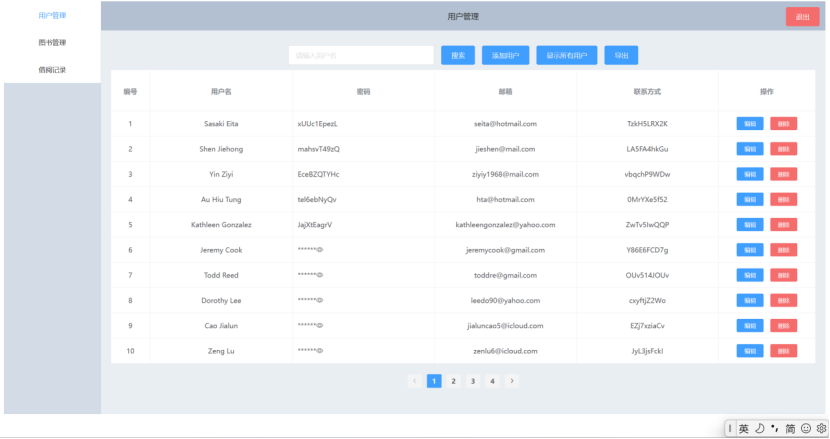 用户管理
图书管理
借阅记录
用户管理
退出
请输入用户名 搜索 添加用户 显示所有用户 导出
编号 用户名 密码 邮箱 联系方式 操作
1 Sasaki Eita xUUc1EpezL seita@hotmail.com TzkH5LRX2K 编辑 删除
2 Shen Jiehong mahsvT49zQ jieshen@mail.com LA5FA4hkGu 编辑 删除
3 Yin Ziyi EceBZQTYHc ziyiy1968@mail.com vbqchP9WDw 编辑 删除
4 Au Hiu Tung tel6ebNyQv hta@hotmail.com 0MrYXe5f52 编辑 删除
5 Kathleen Gonzalez JajXtEagrV kathleengonzalez@yahoo.com ZwTv5IwQQP 编辑 删除
6 Jeremy Cook ****** jeremycook@gmail.com Y86E6FCD7g 编辑 删除
7 Todd Reed ****** toddre@gmail.com OUv514JOUv 编辑 删除
8 Dorothy Lee ****** leedo90@yahoo.com cxyftjZ2Wo 编辑 删除
9 Cao Jialun ****** jialuncao5@icloud.com EZj7xziaCv 编辑 删除
10 Zeng Lu ****** zenlu6@icloud.com JyL3jsFckI 编辑 删除
< 1 2 3 4 >
英 简